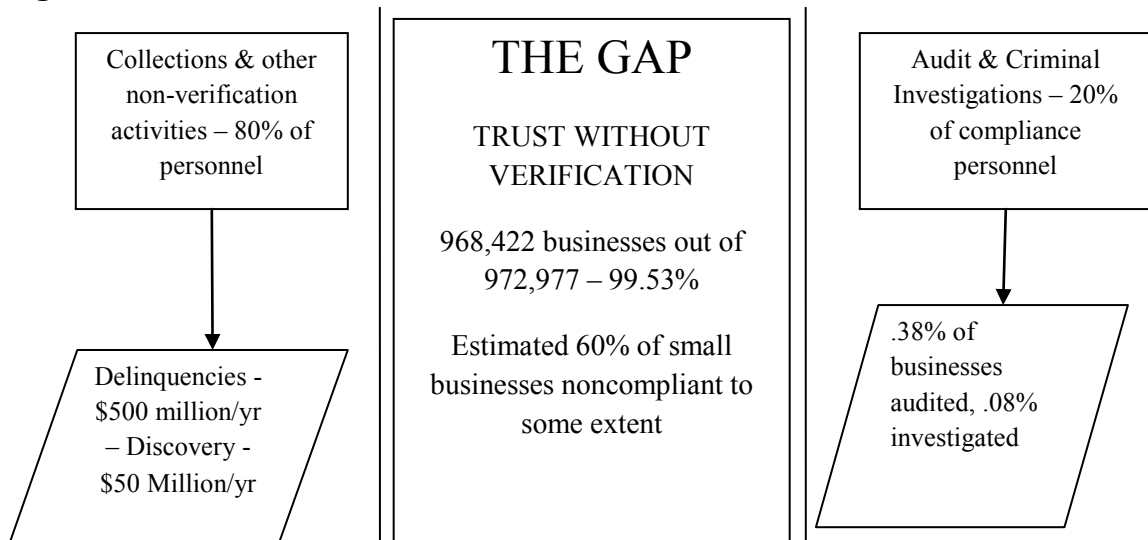 Collections & other
non-verification
activities – 80% of
personnel
Delinquencies -
$500 million/yr
– Discovery -
$50 Million/yr
THE GAP
TRUST WITHOUT
VERIFICATION
968,422 businesses out of
972,977 – 99.53%
Estimated 60% of small
businesses noncompliant to
some extent
Audit & Criminal
Investigations – 20%
of compliance
personnel
.38% of
businesses
audited, .08%
investigated